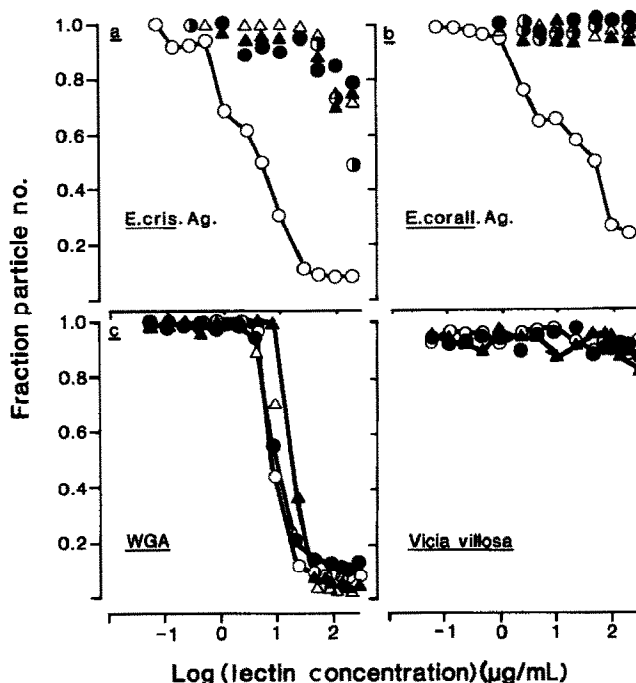 Fraction particle no.
a
1.0
0.8
0.6
0.4
0.2
E.cris. Ag.
b
E.corall. Ag.
c
1.0
0.8
0.6
0.4
0.2
WGA
Vicia villosa
-1 0 1 2
-1 0 1 2
Log (lectin concentration) (µg/mL)